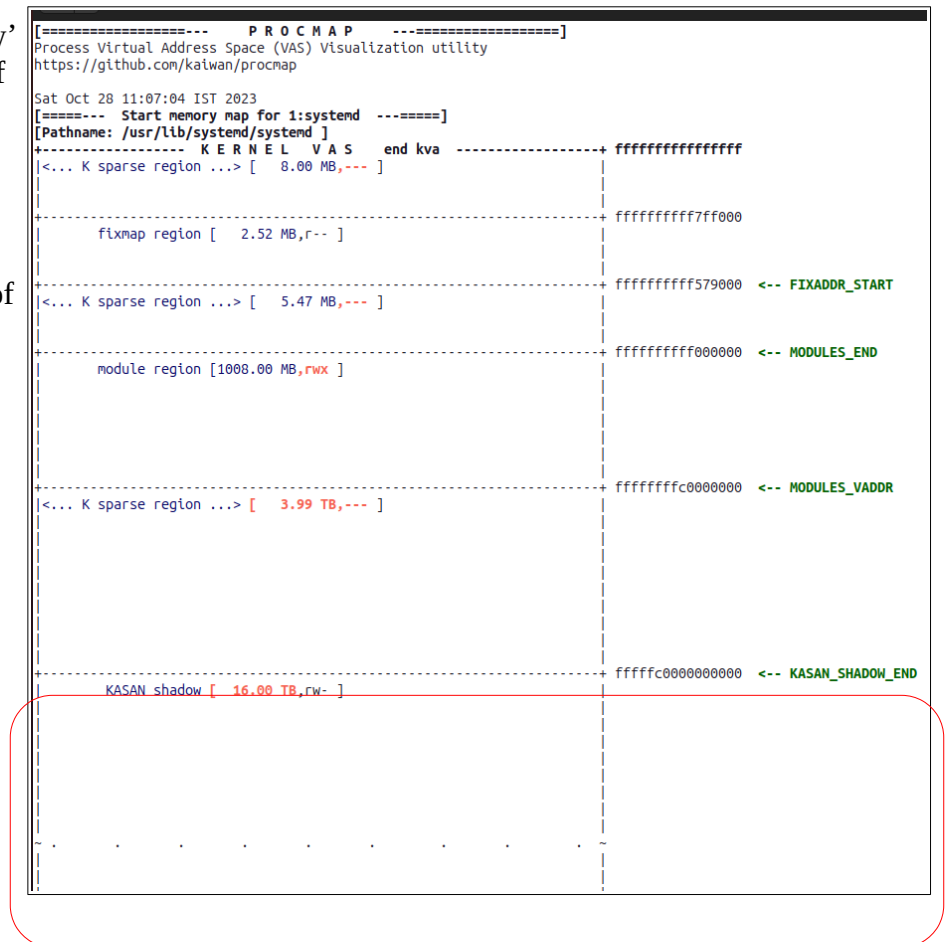 y’
f
of
[==================---     P R O C M A P     ---==================]
Process Virtual Address Space (VAS) Visualization utility
https://github.com/kaiwan/procmap
Sat Oct 28 11:07:04 IST 2023
[=====---  Start memory map for 1:systemd  ---=====]
[Pathname: /usr/lib/systemd/systemd ]
+------------------ K E R N E L   V A S    end kva  ------------------+ ffffffffffffffff
|<... K sparse region ...> [   8.00 MB,--- ]                           |
+----------------------------------------------------------------------+ ffffffffff7ff000
|       fixmap region [   2.52 MB,r-- ]                                |
+----------------------------------------------------------------------+ ffffffffff579000  <-- FIXADDR_START
|<... K sparse region ...> [   5.47 MB,--- ]                           |
+----------------------------------------------------------------------+ ffffffffff000000  <-- MODULES_END
|       module region [1008.00 MB,rwx ]                                |
+----------------------------------------------------------------------+ ffffffffc0000000  <-- MODULES_VADDR
|<... K sparse region ...> [   3.99 TB,--- ]                           |
+----------------------------------------------------------------------+ fffffc0000000000  <-- KASAN_SHADOW_END
|        KASAN shadow [  16.00 TB,rw- ]                                |
~ .       .       .       .       .       .        .       .        .  ~